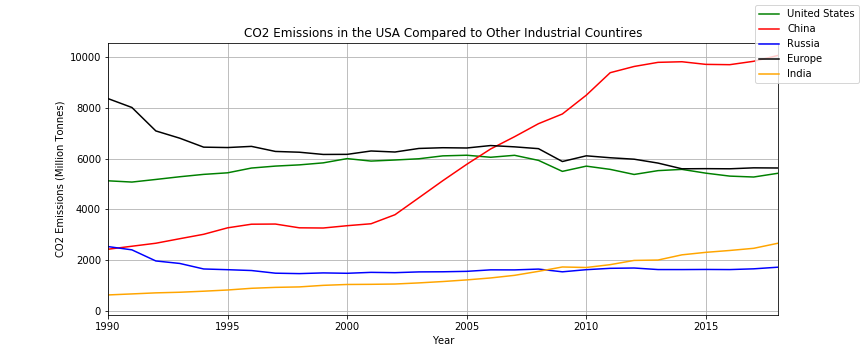 CO2 Emissions in the USA Compared to Other Industrial Countires
United States
China
Russia
Europe
India
CO2 Emissions (Million Tonnes)
10000
8000
6000
4000
2000
0
1990
1995
2000
2005
2010
2015
Year